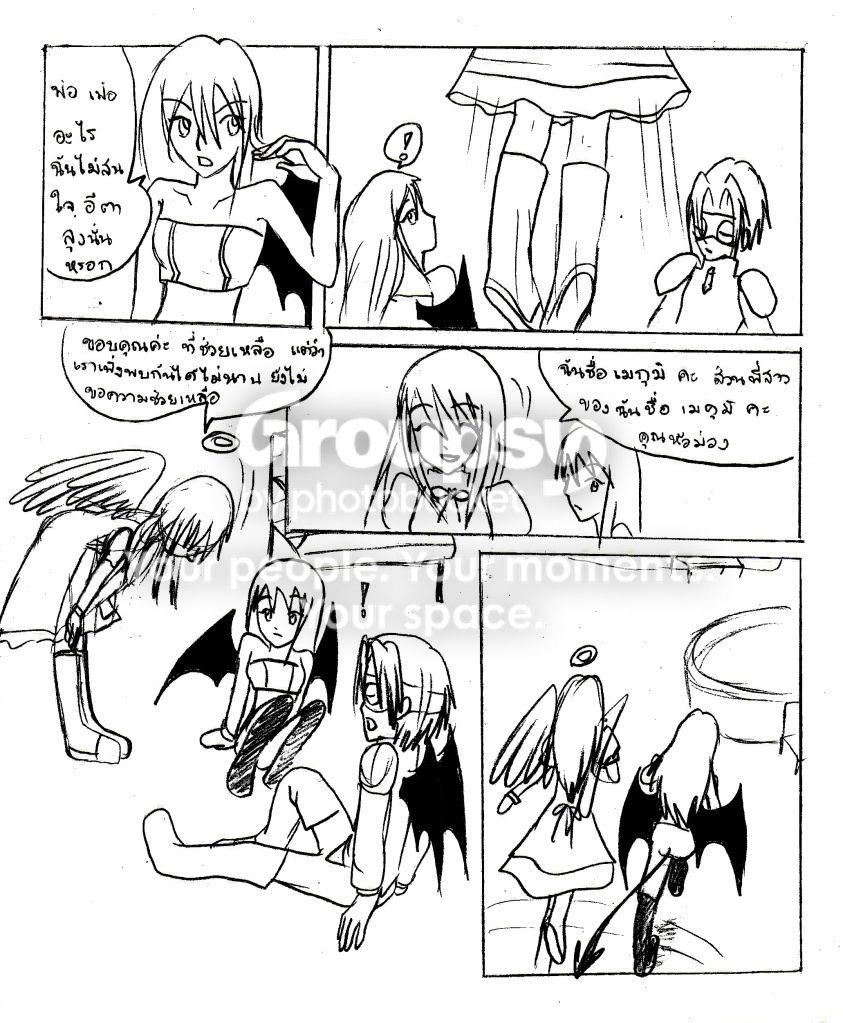 พ่อ เพ่อ
อะไร
ฉันไม่สน
ใจ อีตา
ลุงนั่น
หรอก
!
ขอบคุณค่ะ ที่ช่วยเหลือ แต่ว่า
เราเพิ่งพบกันได้ไม่นาน ยังไม่
ขอความช่วยเหลือ
ฉันชื่อ เมกุมิ คะ ส่วนพี่สาว
ของฉันชื่อ เมคุมิ คะ
คุณหัวม่วง
!
Groupsn
by photobucket
Your people. Your moments.
Your space.